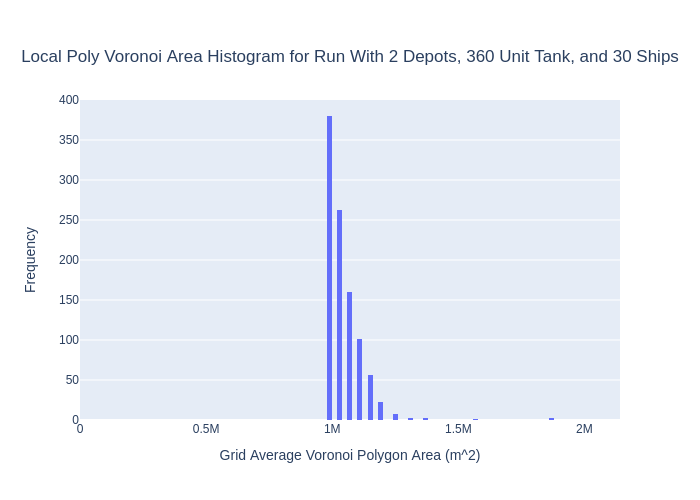 Local Poly Voronoi Area Histogram for Run With 2 Depots, 360 Unit Tank, and 30 Ships
400
350
300
250
200
150
100
50
0
Frequency
0 0.5M 1M 1.5M 2M
Grid Average Voronoi Polygon Area (m^2)